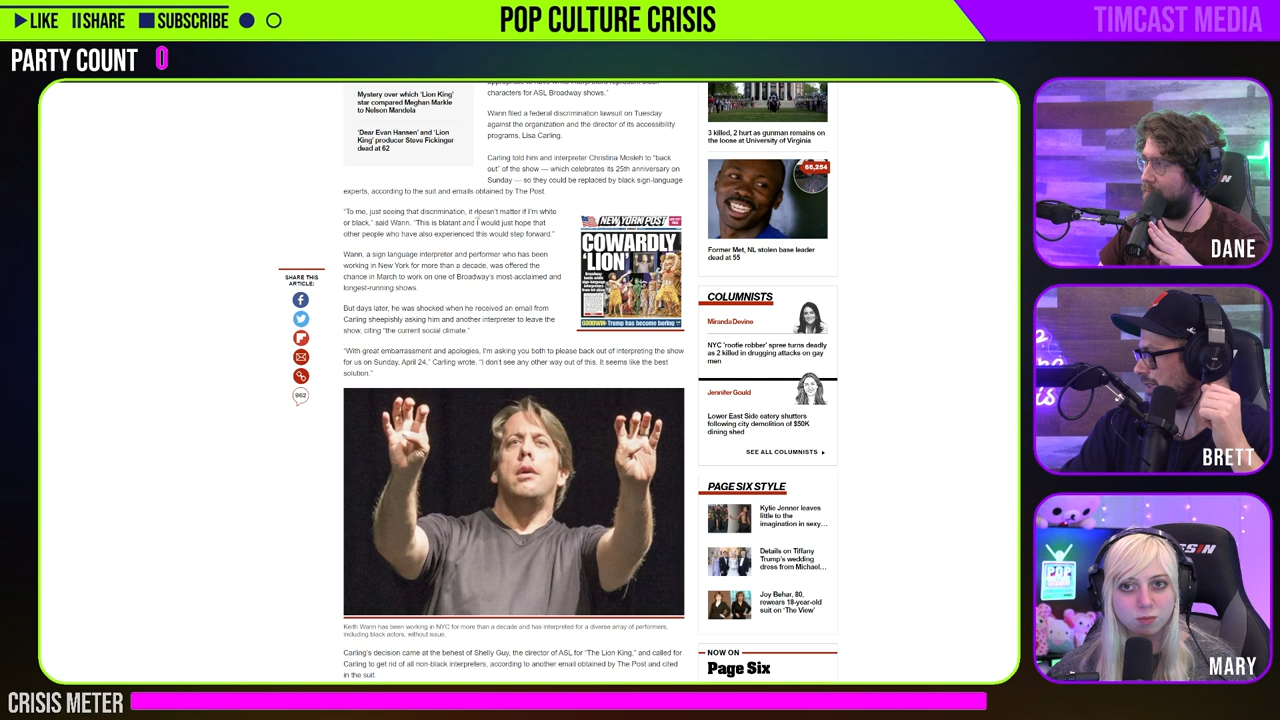 LIKE SHARE SUBSCRIBE
POP CULTURE CRISIS
TIMCAST MEDIA
PARTY COUNT 0
Mystery over which 'Lion King'
star compared Meghan Markle
to Nelson Mandela
'Dear Evan Hansen' and 'Lion
King' producer Steve Fickinger
dead at 62
characters for ASL Broadway shows."
Wann filed a federal discrimination lawsuit on Tuesday
against the organization and the director of its accessibility
programs, Lisa Carling.
Carling told him and interpreter Christina Mosleh to "back
out" of the show — which celebrates its 25th anniversary on
Sunday — so they could be replaced by black sign-language
experts, according to the suit and emails obtained by The Post.
"To me, just seeing that discrimination, it doesn't matter if I'm white
or black," said Wann. "This is blatant and I would just hope that
other people who have also experienced this would step forward."
Wann, a sign language interpreter and performer who has been
working in New York for more than a decade, was offered the
chance in March to work on one of Broadway's most-acclaimed and
longest-running shows.
But days later, he was shocked when he received an email from
Carling sheepishly asking him and another interpreter to leave the
show, citing "the current social climate."
"With great embarrassment and apologies, I'm asking you both to please back out of interpreting the show
for us on Sunday, April 24," Carling wrote. "I don't see any other way out of this. It seems like the best
solution."
NEW YORK POST
COWARDLY
'LION'
GOODWIN: Trump has become boring
SHARE THIS
ARTICLE:
962
Keith Wann has been working in NYC for more than a decade and has interpreted for a diverse array of performers,
including black actors, without issue.
Carling's decision came at the behest of Shelly Guy, the director of ASL for "The Lion King," and called for
Carling to get rid of all non-black interpreters, according to another email obtained by The Post and cited
in the suit.
3 killed, 2 hurt as gunman remains on
the loose at University of Virginia
66,254
Former Met, NL stolen base leader
dead at 55
COLUMNISTS
Miranda Devine
NYC 'roofie robber' spree turns deadly
as 2 killed in drugging attacks on gay
men
Jennifer Gould
Lower East Side eatery shutters
following city demolition of $50K
dining shed
SEE ALL COLUMNISTS
PAGE SIX STYLE
Kylie Jenner leaves
little to the
imagination in sexy...
Details on Tiffany
Trump's wedding
dress from Michael...
Joy Behar, 80,
rewears 18-year-old
suit on 'The View'
NOW ON
Page Six
DANE
BRETT
MARY
CRISIS METER